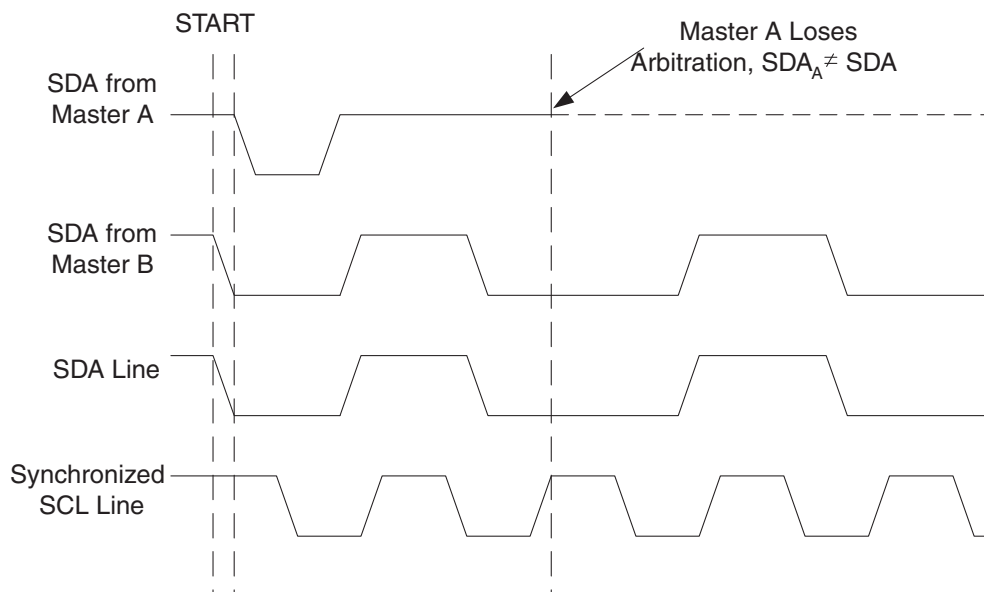 START
Master A Loses
Arbitration, SDA_A ≠ SDA
SDA from
Master A
SDA from
Master B
SDA Line
Synchronized
SCL Line